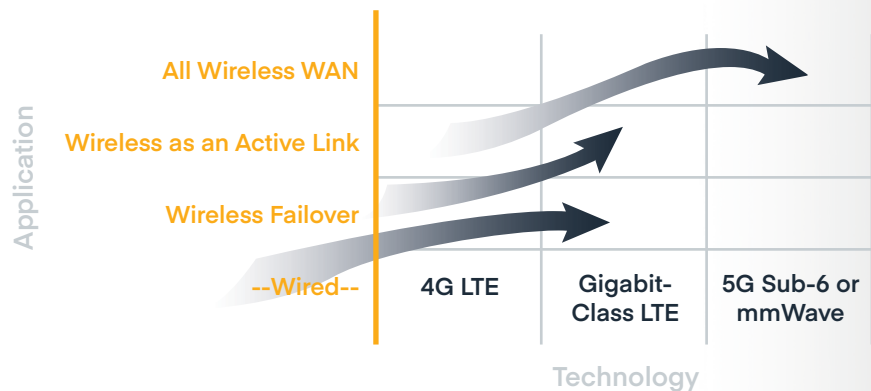 Application
All Wireless WAN
Wireless as an Active Link
Wireless Failover
--Wired--
4G LTE
Gigabit-
Class LTE
5G Sub-6 or
mmWave
Technology